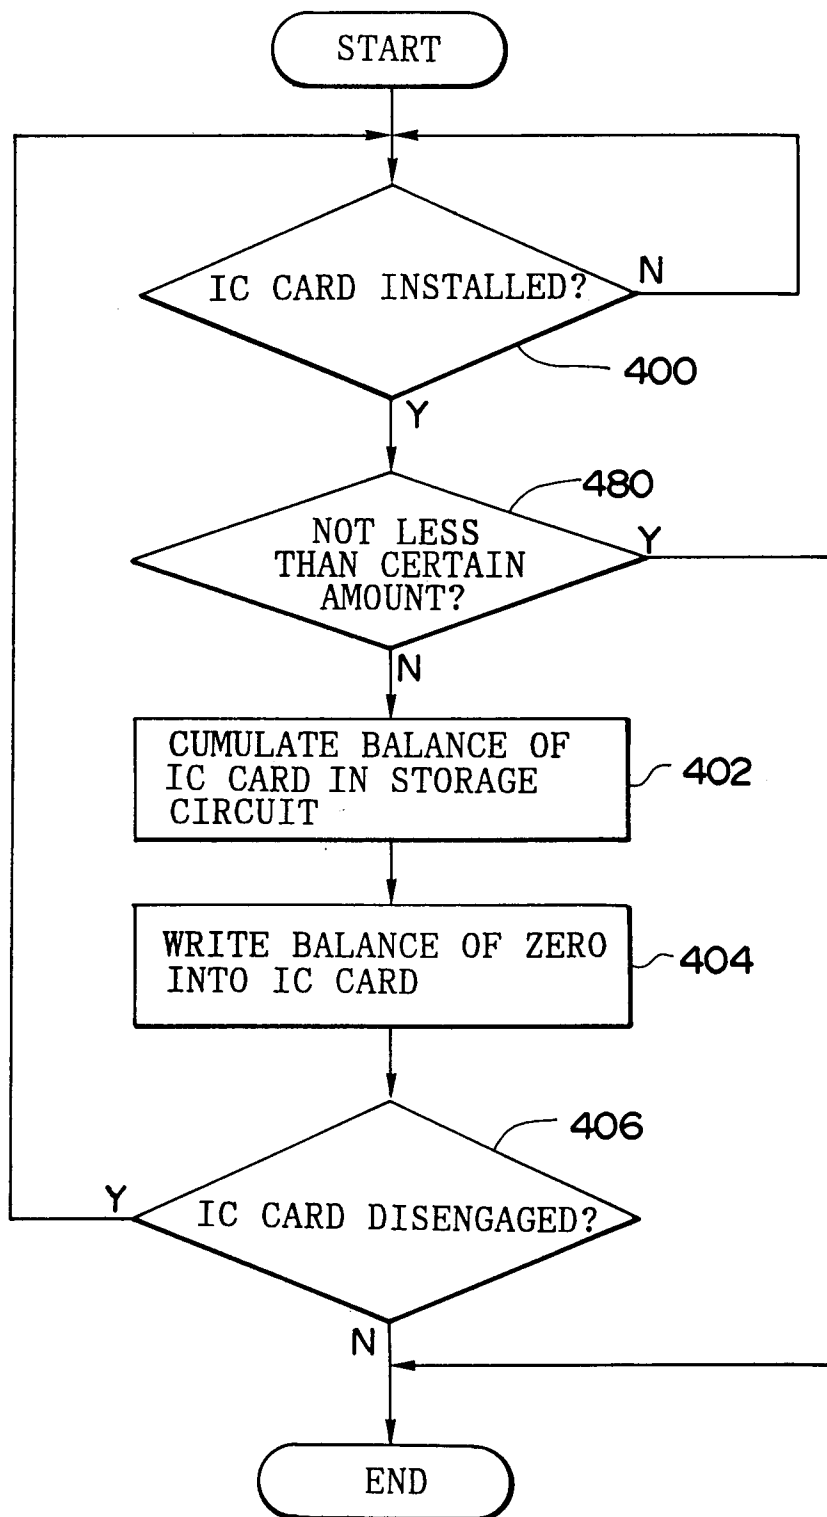 START
IC CARD INSTALLED?
N
400
Y
480
NOT LESS
THAN CERTAIN
AMOUNT?
Y
N
CUMULATE BALANCE OF
IC CARD IN STORAGE
CIRCUIT
402
WRITE BALANCE OF ZERO
INTO IC CARD
404
406
Y
IC CARD DISENGAGED?
N
END